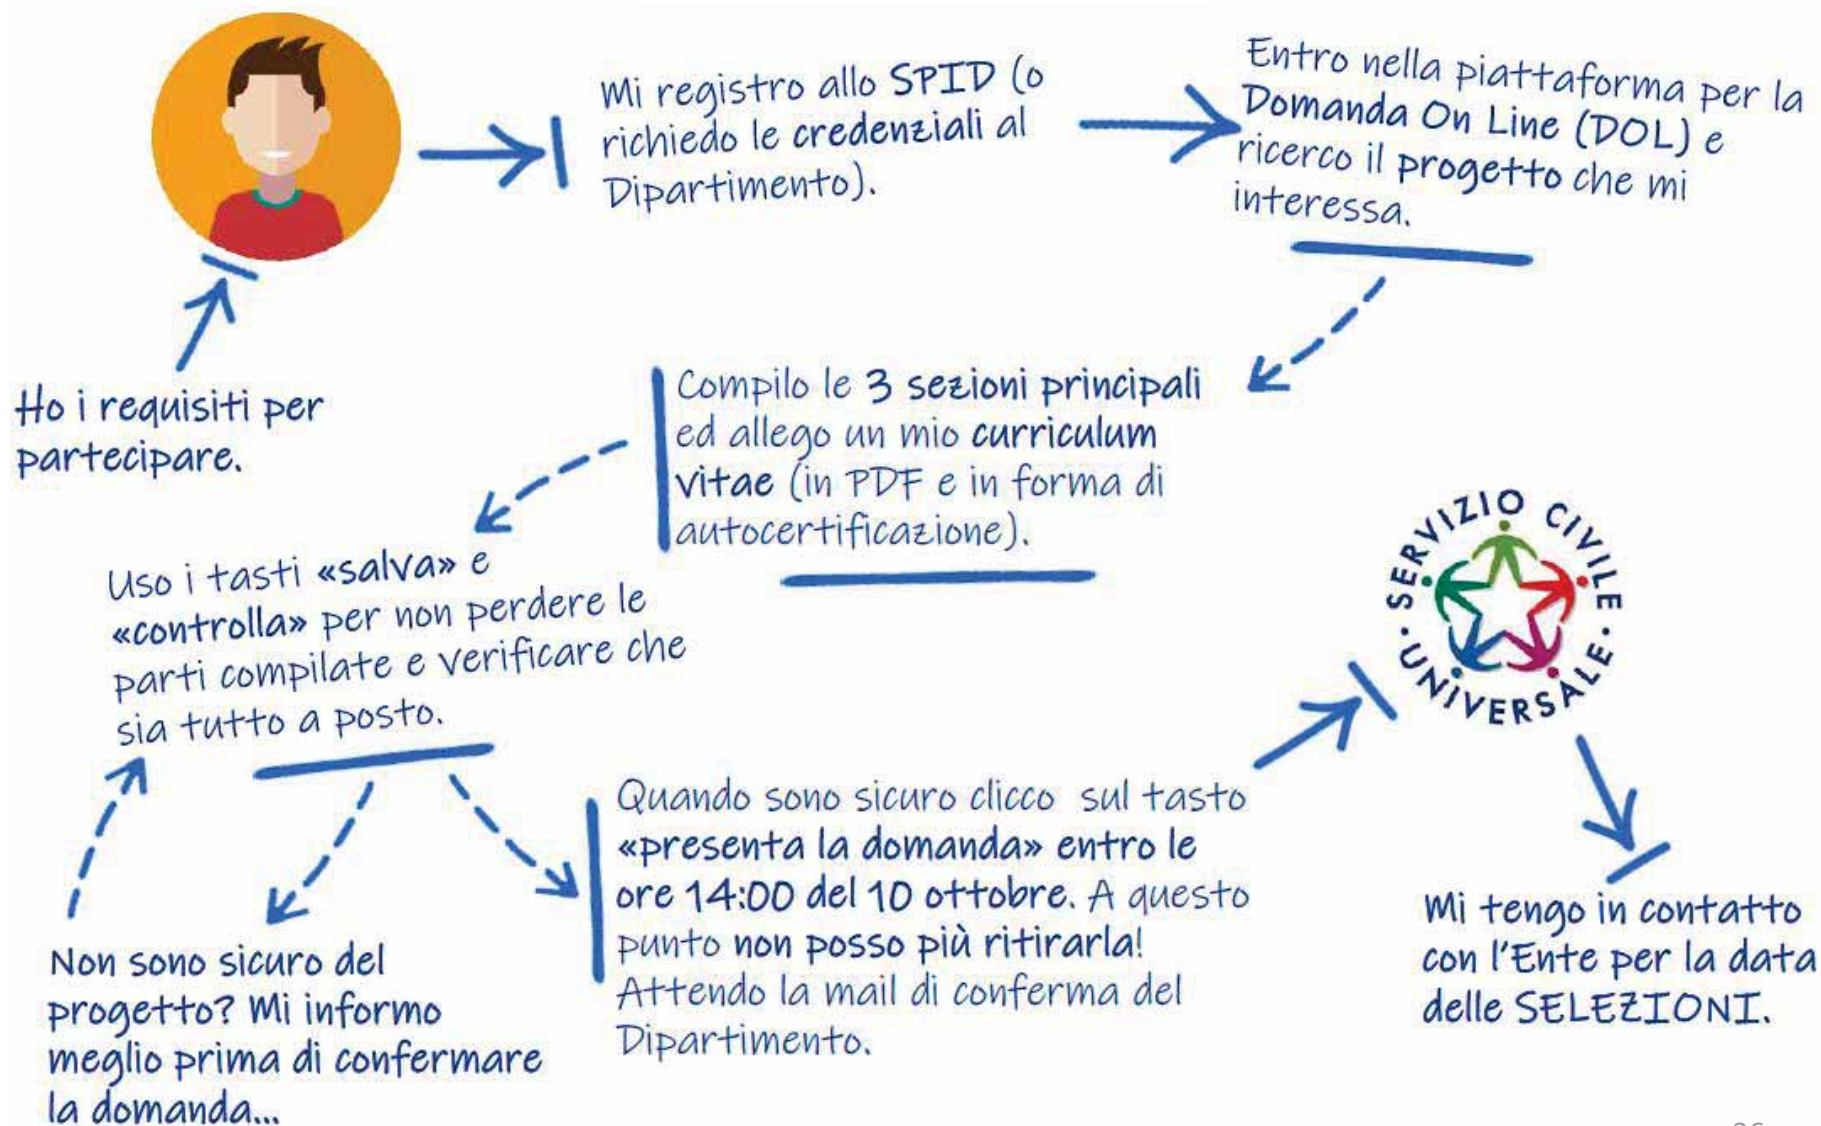 Ho i requisiti per
partecipare.
Mi registro allo SPID (o
richiedo le credenziali al
Dipartimento).
Entro nella piattaforma per la
Domanda On Line (DOL) e
ricerco il progetto che mi
interessa.
Compilo le 3 sezioni principali
ed allego un mio curriculum
vitae (in PDF e in forma di
autocertificazione).
Uso i tasti «salva» e
«controlla» per non perdere le
parti compilate e verificare che
sia tutto a posto.
Non sono sicuro del
progetto? Mi informo
meglio prima di confermare
la domanda...
Quando sono sicuro clicco sul tasto
«presenta la domanda» entro le
ore 14:00 del 10 ottobre. A questo
punto non posso più ritirarla!
Attendo la mail di conferma del
Dipartimento.
SERVIZIO CIVILE
UNIVERSALE
Mi tengo in contatto
con l'Ente per la data
delle SELEZIONI.